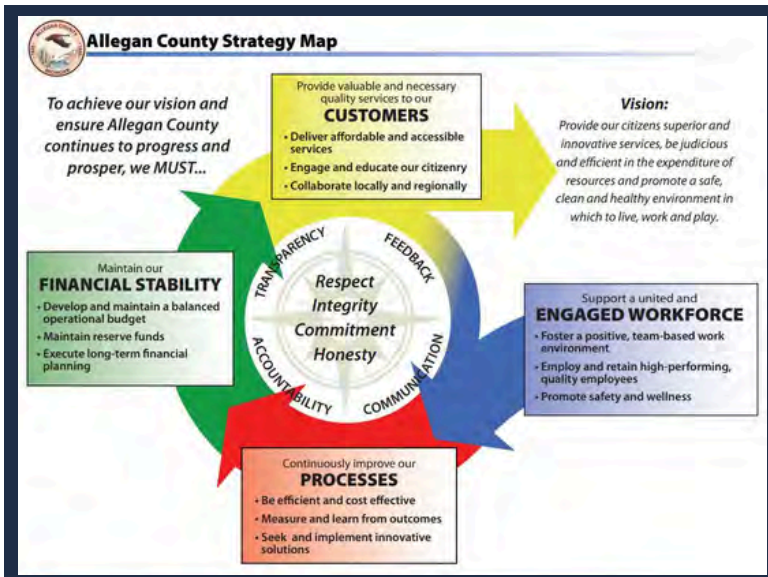 Allegan County Strategy Map
ALLEGAN COUNTY
To achieve our vision and
ensure Allegan County
continues to progress and
prosper, we MUST...
Provide valuable and necessary
quality services to our
CUSTOMERS
• Deliver affordable and accessible
services
• Engage and educate our citizenry
• Collaborate locally and regionally
Vision:
Provide our citizens superior and
innovative services, be judicious
and efficient in the expenditure of
resources and promote a safe,
clean and healthy environment in
which to live, work and play.
Maintain our
FINANCIAL STABILITY
• Develop and maintain a balanced
operational budget
• Maintain reserve funds
• Execute long-term financial
planning
TRANSPARENCY
FEEDBACK
Respect
Integrity
Commitment
Honesty
ACCOUNTABILITY
COMMUNICATION
Support a united and
ENGAGED WORKFORCE
• Foster a positive, team-based work
environment
• Employ and retain high-performing,
quality employees
• Promote safety and wellness
Continuously improve our
PROCESSES
• Be efficient and cost effective
• Measure and learn from outcomes
• Seek and implement innovative
solutions